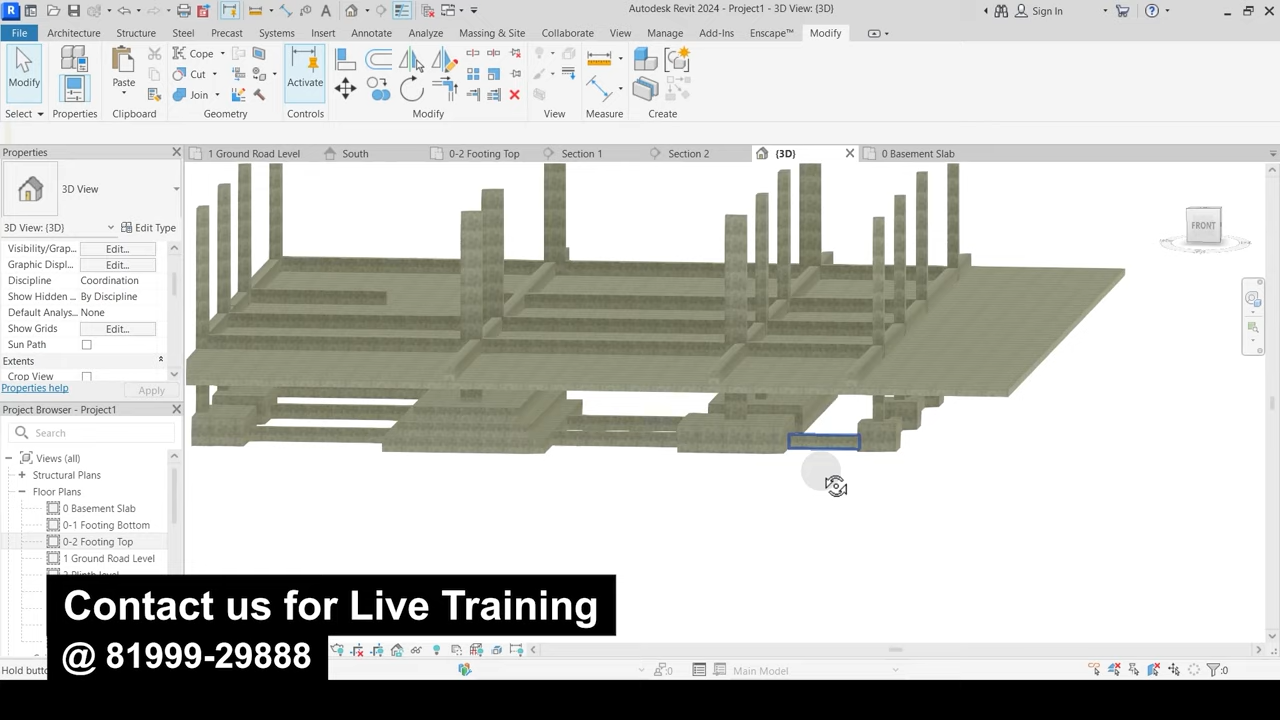 Autodesk Revit 2024 - Project1 - 3D View: {3D}
Sign In
File Architecture Structure Steel Precast Systems Insert Annotate Analyze Massing & Site Collaborate View Manage Add-Ins Enscape™ Modify
Modify
Properties
Paste
Cope
Cut
Join
Activate
Select Properties Clipboard Geometry Controls Modify View Measure Create
Properties
1 Ground Road Level South 0-2 Footing Top Section 1 Section 2 {3D} 0 Basement Slab
3D View
3D View: {3D} Edit Type
Visibility/Grap... Edit...
Graphic Displ... Edit...
Discipline Coordination
Show Hidden ... By Discipline
Default Analys... None
Show Grids Edit...
Sun Path
Extents
Crop View
Properties help Apply
FRONT
Project Browser - Project1
Search
Views (all)
Structural Plans
Floor Plans
0 Basement Slab
0-1 Footing Bottom
0-2 Footing Top
1 Ground Road Level
Contact us for Live Training
@ 81999-29888
:0 Main Model :0